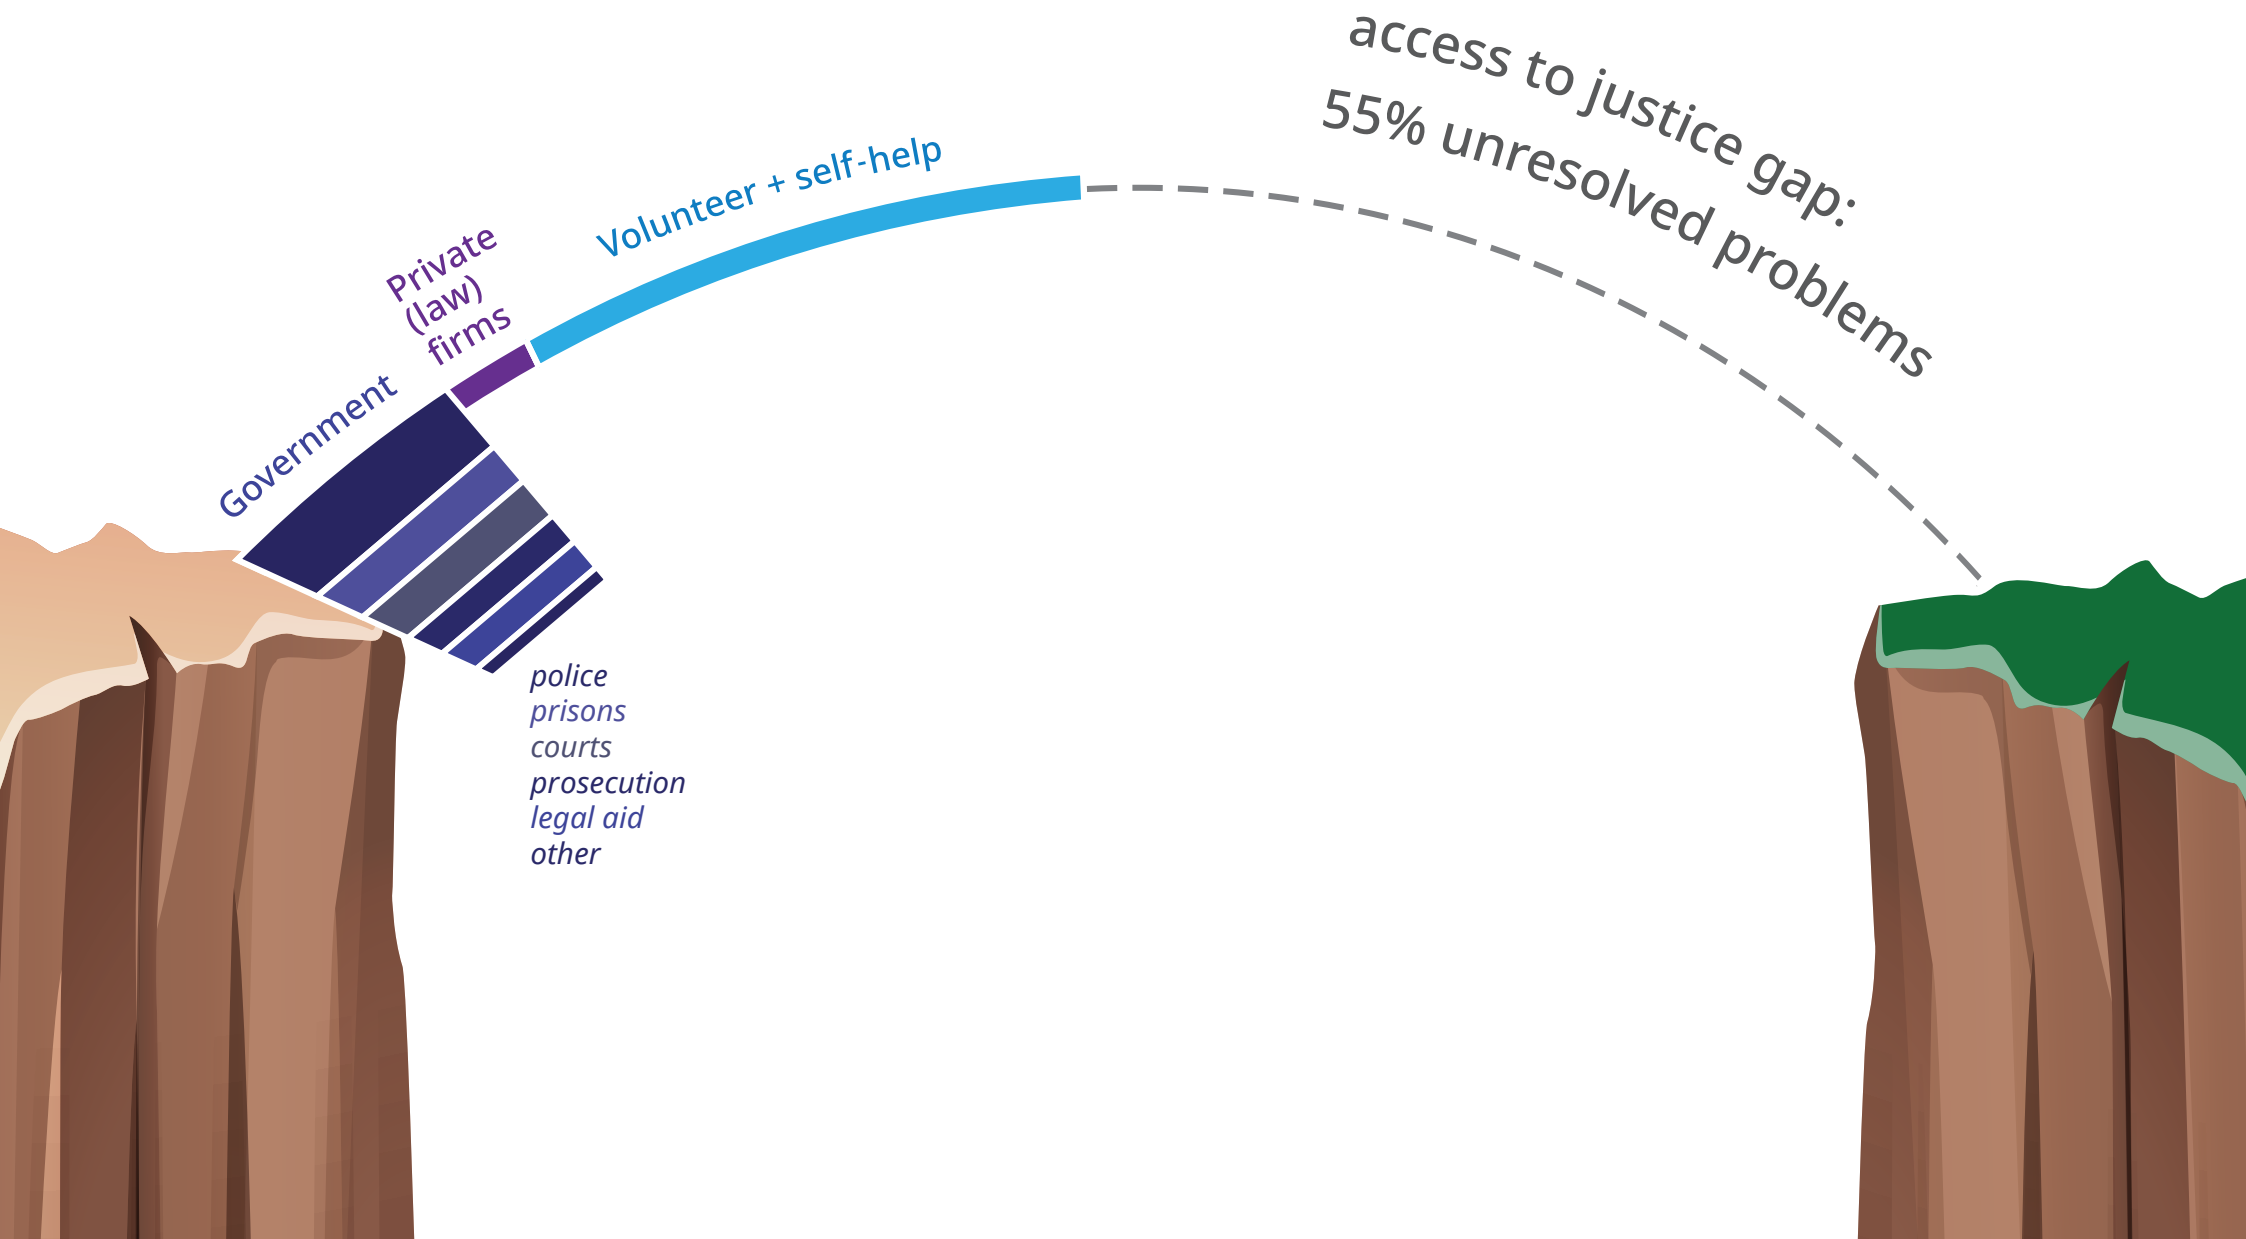 access to justice gap:
55% unresolved problems
Volunteer + self-help
Private
(law)
firms
Government
police
prisons
courts
prosecution
legal aid
other